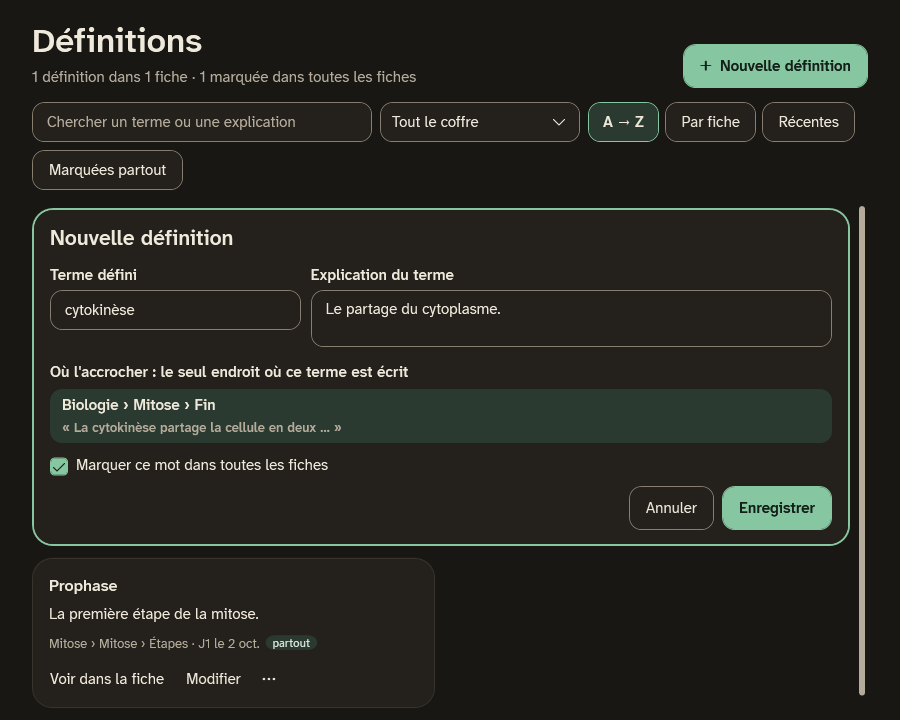 Définitions
1 définition dans 1 fiche · 1 marquée dans toutes les fiches
+ Nouvelle définition
Chercher un terme ou une explication
Tout le coffre
A → Z
Par fiche
Récentes
Marquées partout
Nouvelle définition
Terme défini
Explication du terme
cytokinèse
Le partage du cytoplasme.
Où l'accrocher : le seul endroit où ce terme est écrit
Biologie › Mitose › Fin
« La cytokinèse partage la cellule en deux ... »
Marquer ce mot dans toutes les fiches
Annuler
Enregistrer
Prophase
La première étape de la mitose.
Mitose › Mitose › Étapes · J1 le 2 oct. partout
Voir dans la fiche
Modifier
···